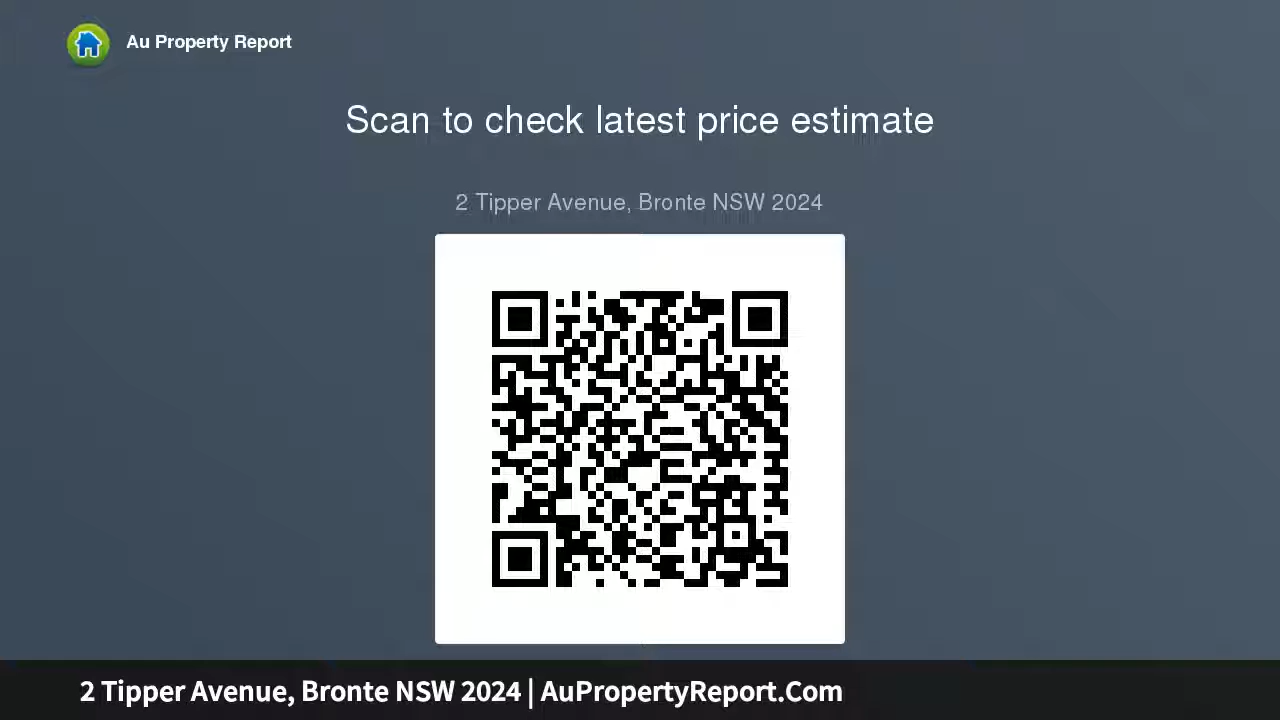 Au Property Report
Scan to check latest price estimate
2 Tipper Avenue, Bronte NSW 2024
2 Tipper Avenue, Bronte NSW 2024 | AuPropertyReport.Com